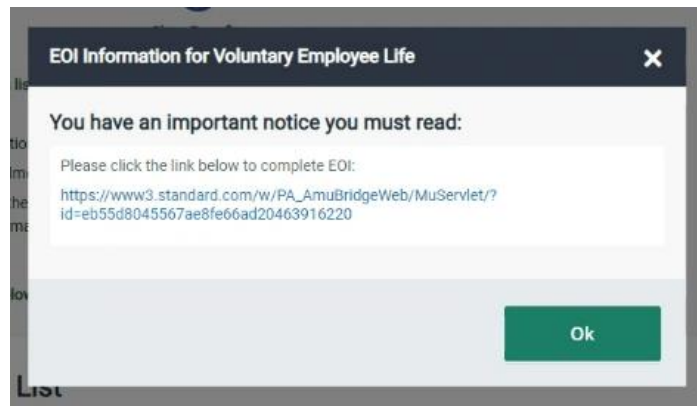 EOI Information for Voluntary Employee Life
You have an important notice you must read:
Please click the link below to complete EOI:
https://www3.standard.com/w/PA_AmuBridgeWeb/MuServlet/?
id=eb55d8045567ae8fe66ad20463916220
Ok
List